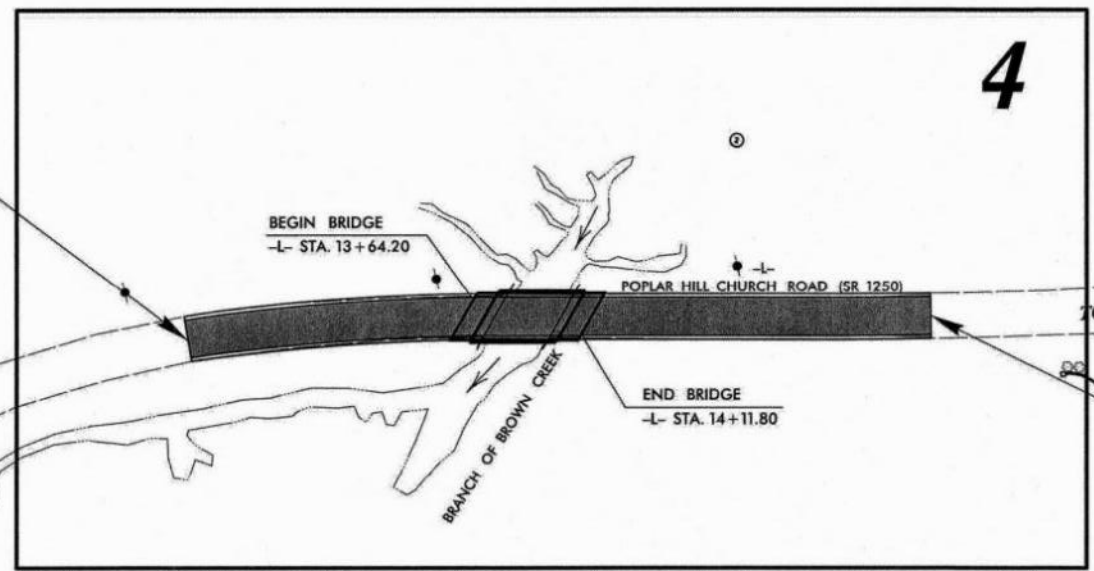 4
2
BEGIN BRIDGE
-L- STA. 13+64.20
-L-
POPLAR HILL CHURCH ROAD (SR 1250)
END BRIDGE
-L- STA. 14+11.80
BRANCH OF BROWN CREEK